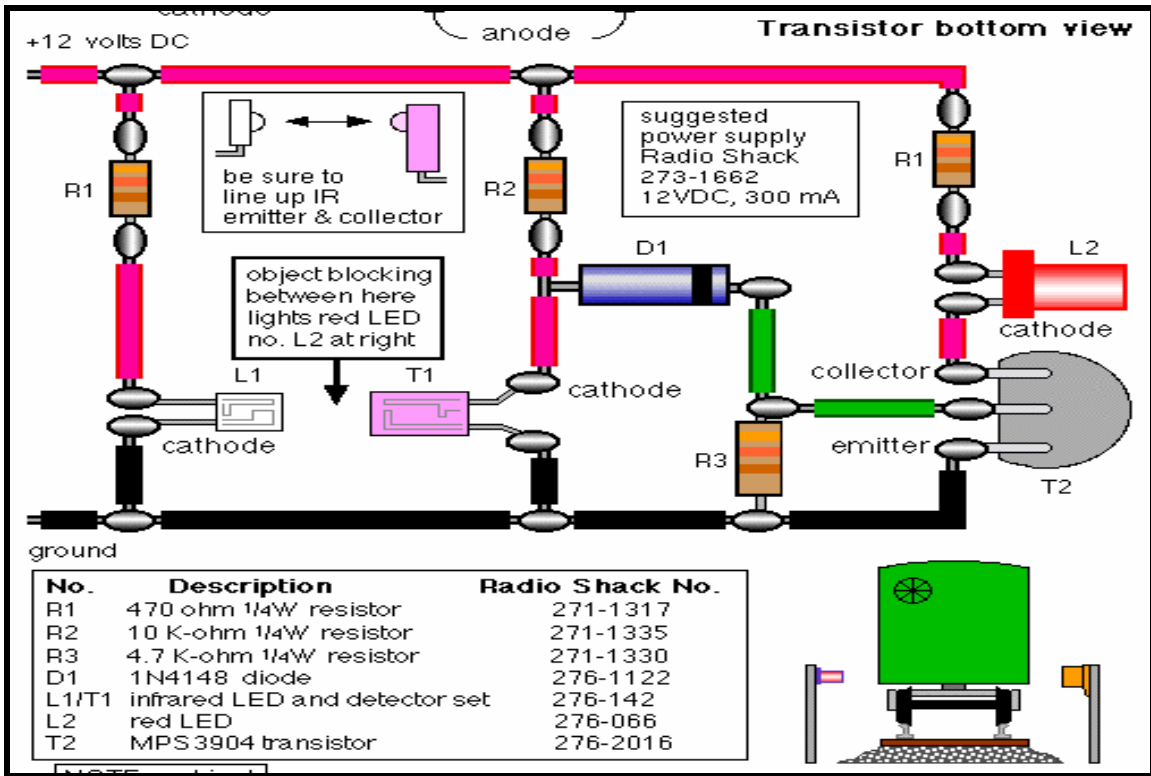 cathode
anode
Transistor bottom view
+12 volts DC
be sure to
line up IR
emitter & collector
suggested
power supply
Radio Shack
273-1662
12VDC, 300 mA
R1
R2
R1
D1
L2
object blocking
between here
lights red LED
no. L2 at right
cathode
L1
T1
cathode
collector
cathode
emitter
R3
T2
ground
No. Description Radio Shack No.
R1 470 ohm 1/4W resistor 271-1317
R2 10 K-ohm 1/4W resistor 271-1335
R3 4.7 K-ohm 1/4W resistor 271-1330
D1 1N4148 diode 276-1122
L1/T1 infrared LED and detector set 276-142
L2 red LED 276-066
T2 MPS3904 transistor 276-2016